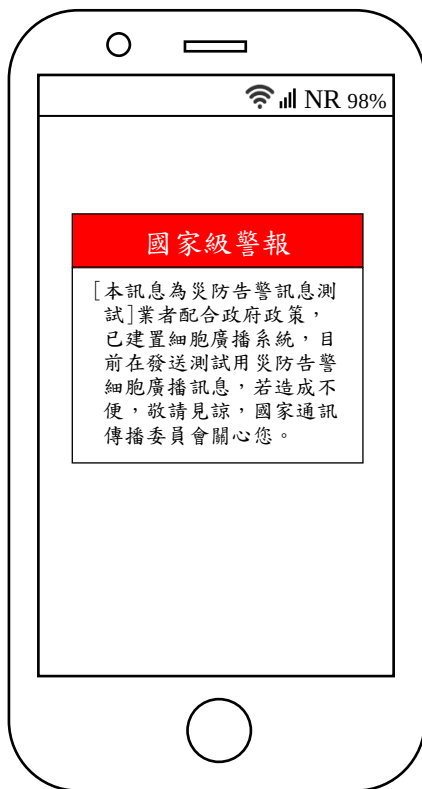 NR 98%
國家級警報
[本訊息為災防告警訊息測
試]業者配合政府政策，
已建置細胞廣播系統，目
前在發送測試用災防告警
細胞廣播訊息，若造成不
便，敬請見諒，國家通訊
傳播委員會關心您。